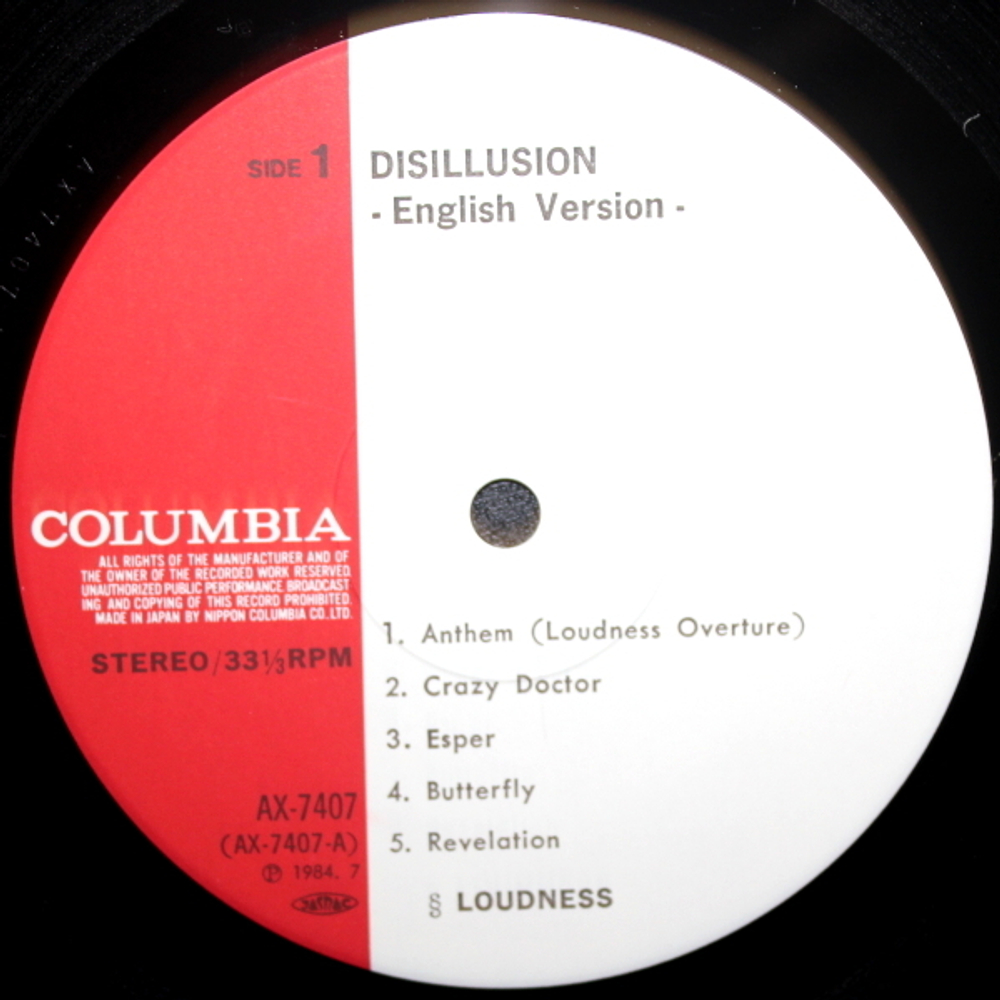 SIDE 1
DISILLUSION
- English Version -
COLUMBIA
ALL RIGHTS OF THE MANUFACTURER AND OF
THE OWNER OF THE RECORDED WORK RESERVED.
UNAUTHORIZED PUBLIC PERFORMANCE, BROADCAST
ING AND COPYING OF THIS RECORD PROHIBITED.
MADE IN JAPAN BY NIPPON COLUMBIA CO. LTD.
STEREO/33⅓RPM
1. Anthem (Loudness Overture)
2. Crazy Doctor
3. Esper
4. Butterfly
5. Revelation
§ LOUDNESS
AX-7407
(AX-7407-A)
℗ 1984. 7